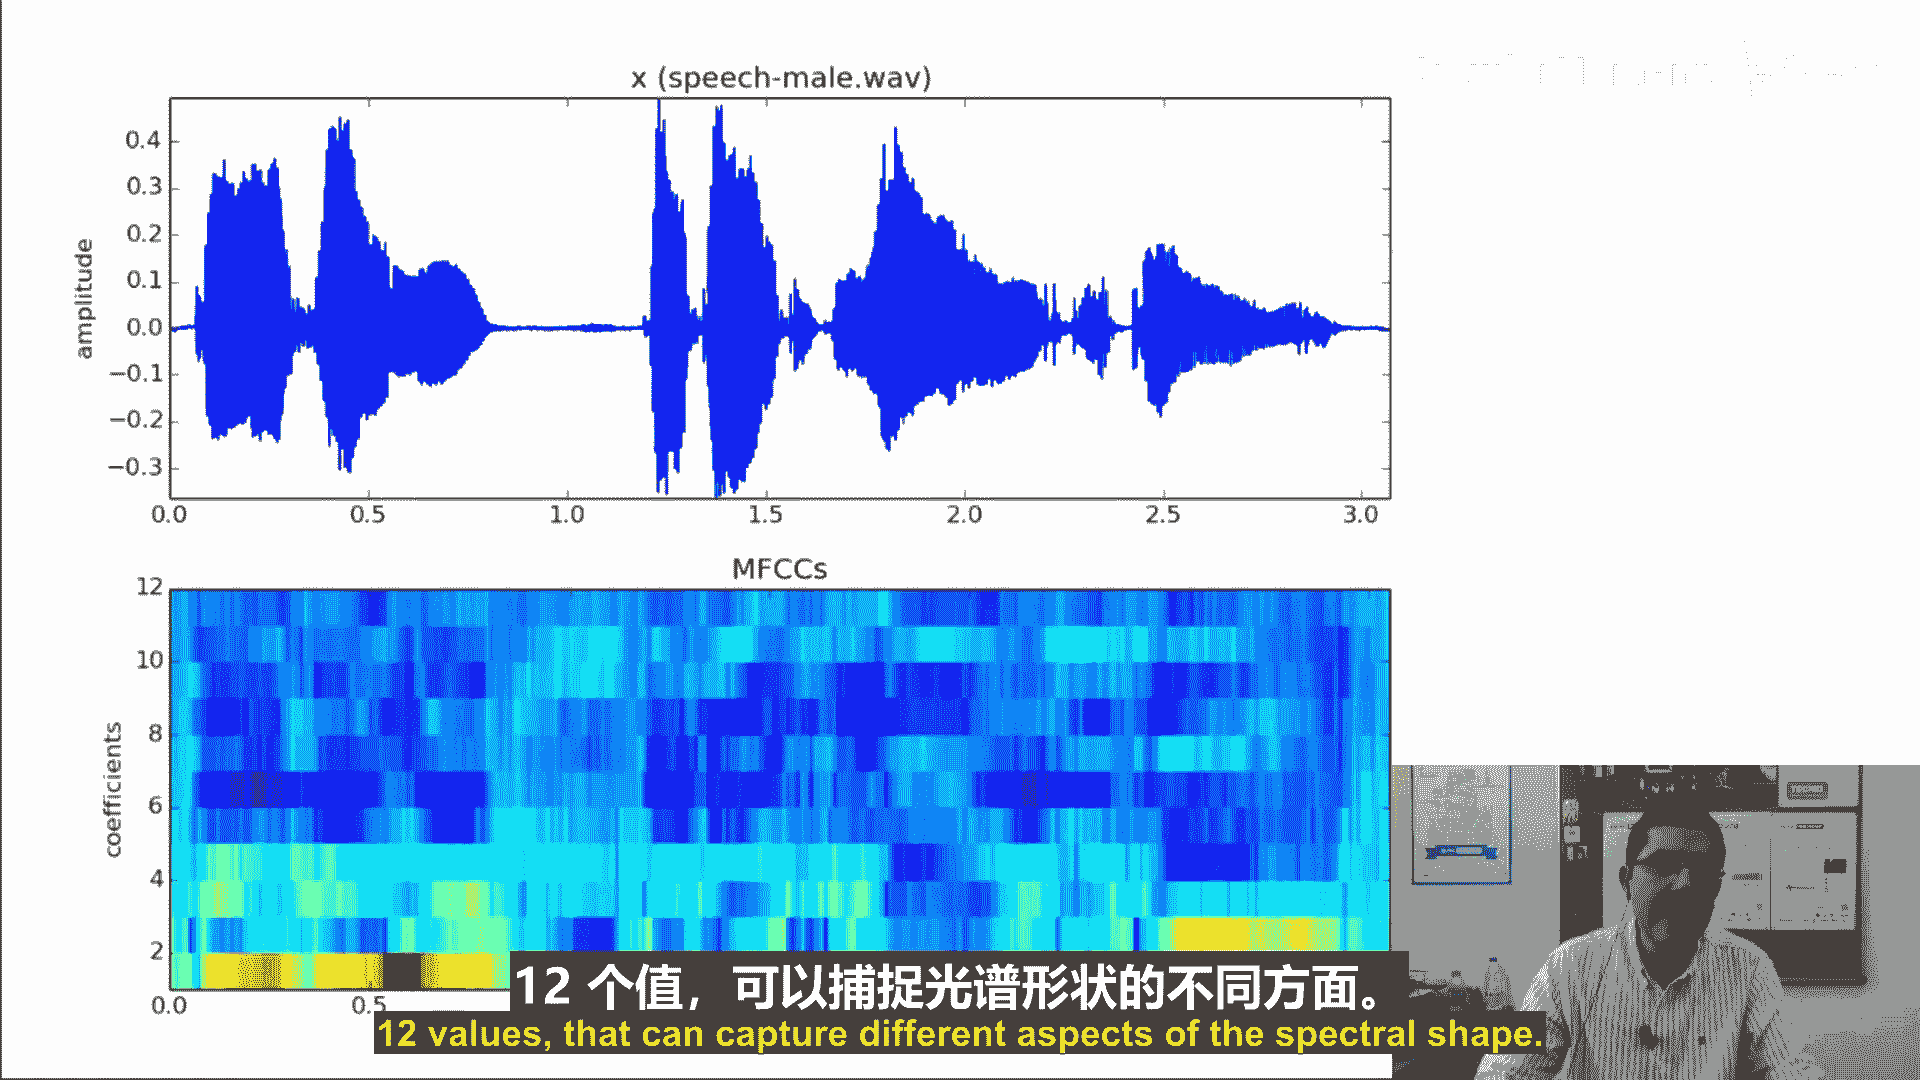 x (speech-male.wav)
0.4
0.3
0.2
0.1
0.0
−0.1
−0.2
−0.3
amplitude
0.0 0.5 1.0 1.5 2.0 2.5 3.0
MFCCs
12
10
8
6
4
2
coefficients
0.0 0.5
12 个值，可以捕捉光谱形状的不同方面。
12 values, that can capture different aspects of the spectral shape.